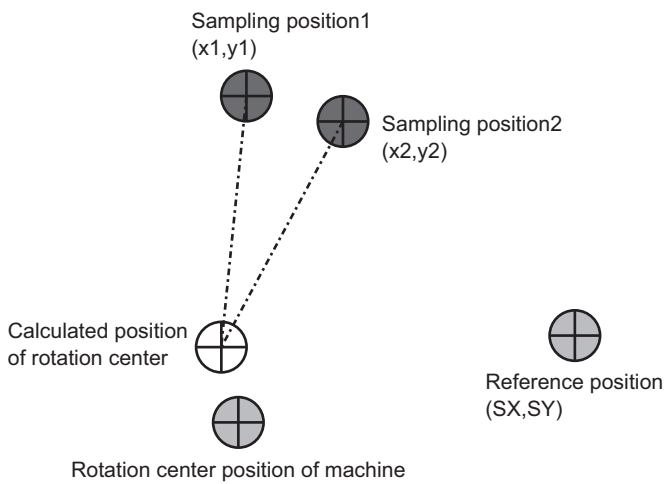 Sampling position1
(x1,y1)
Sampling position2
(x2,y2)
Calculated position
of rotation center
Reference position
(SX,SY)
Rotation center position of machine